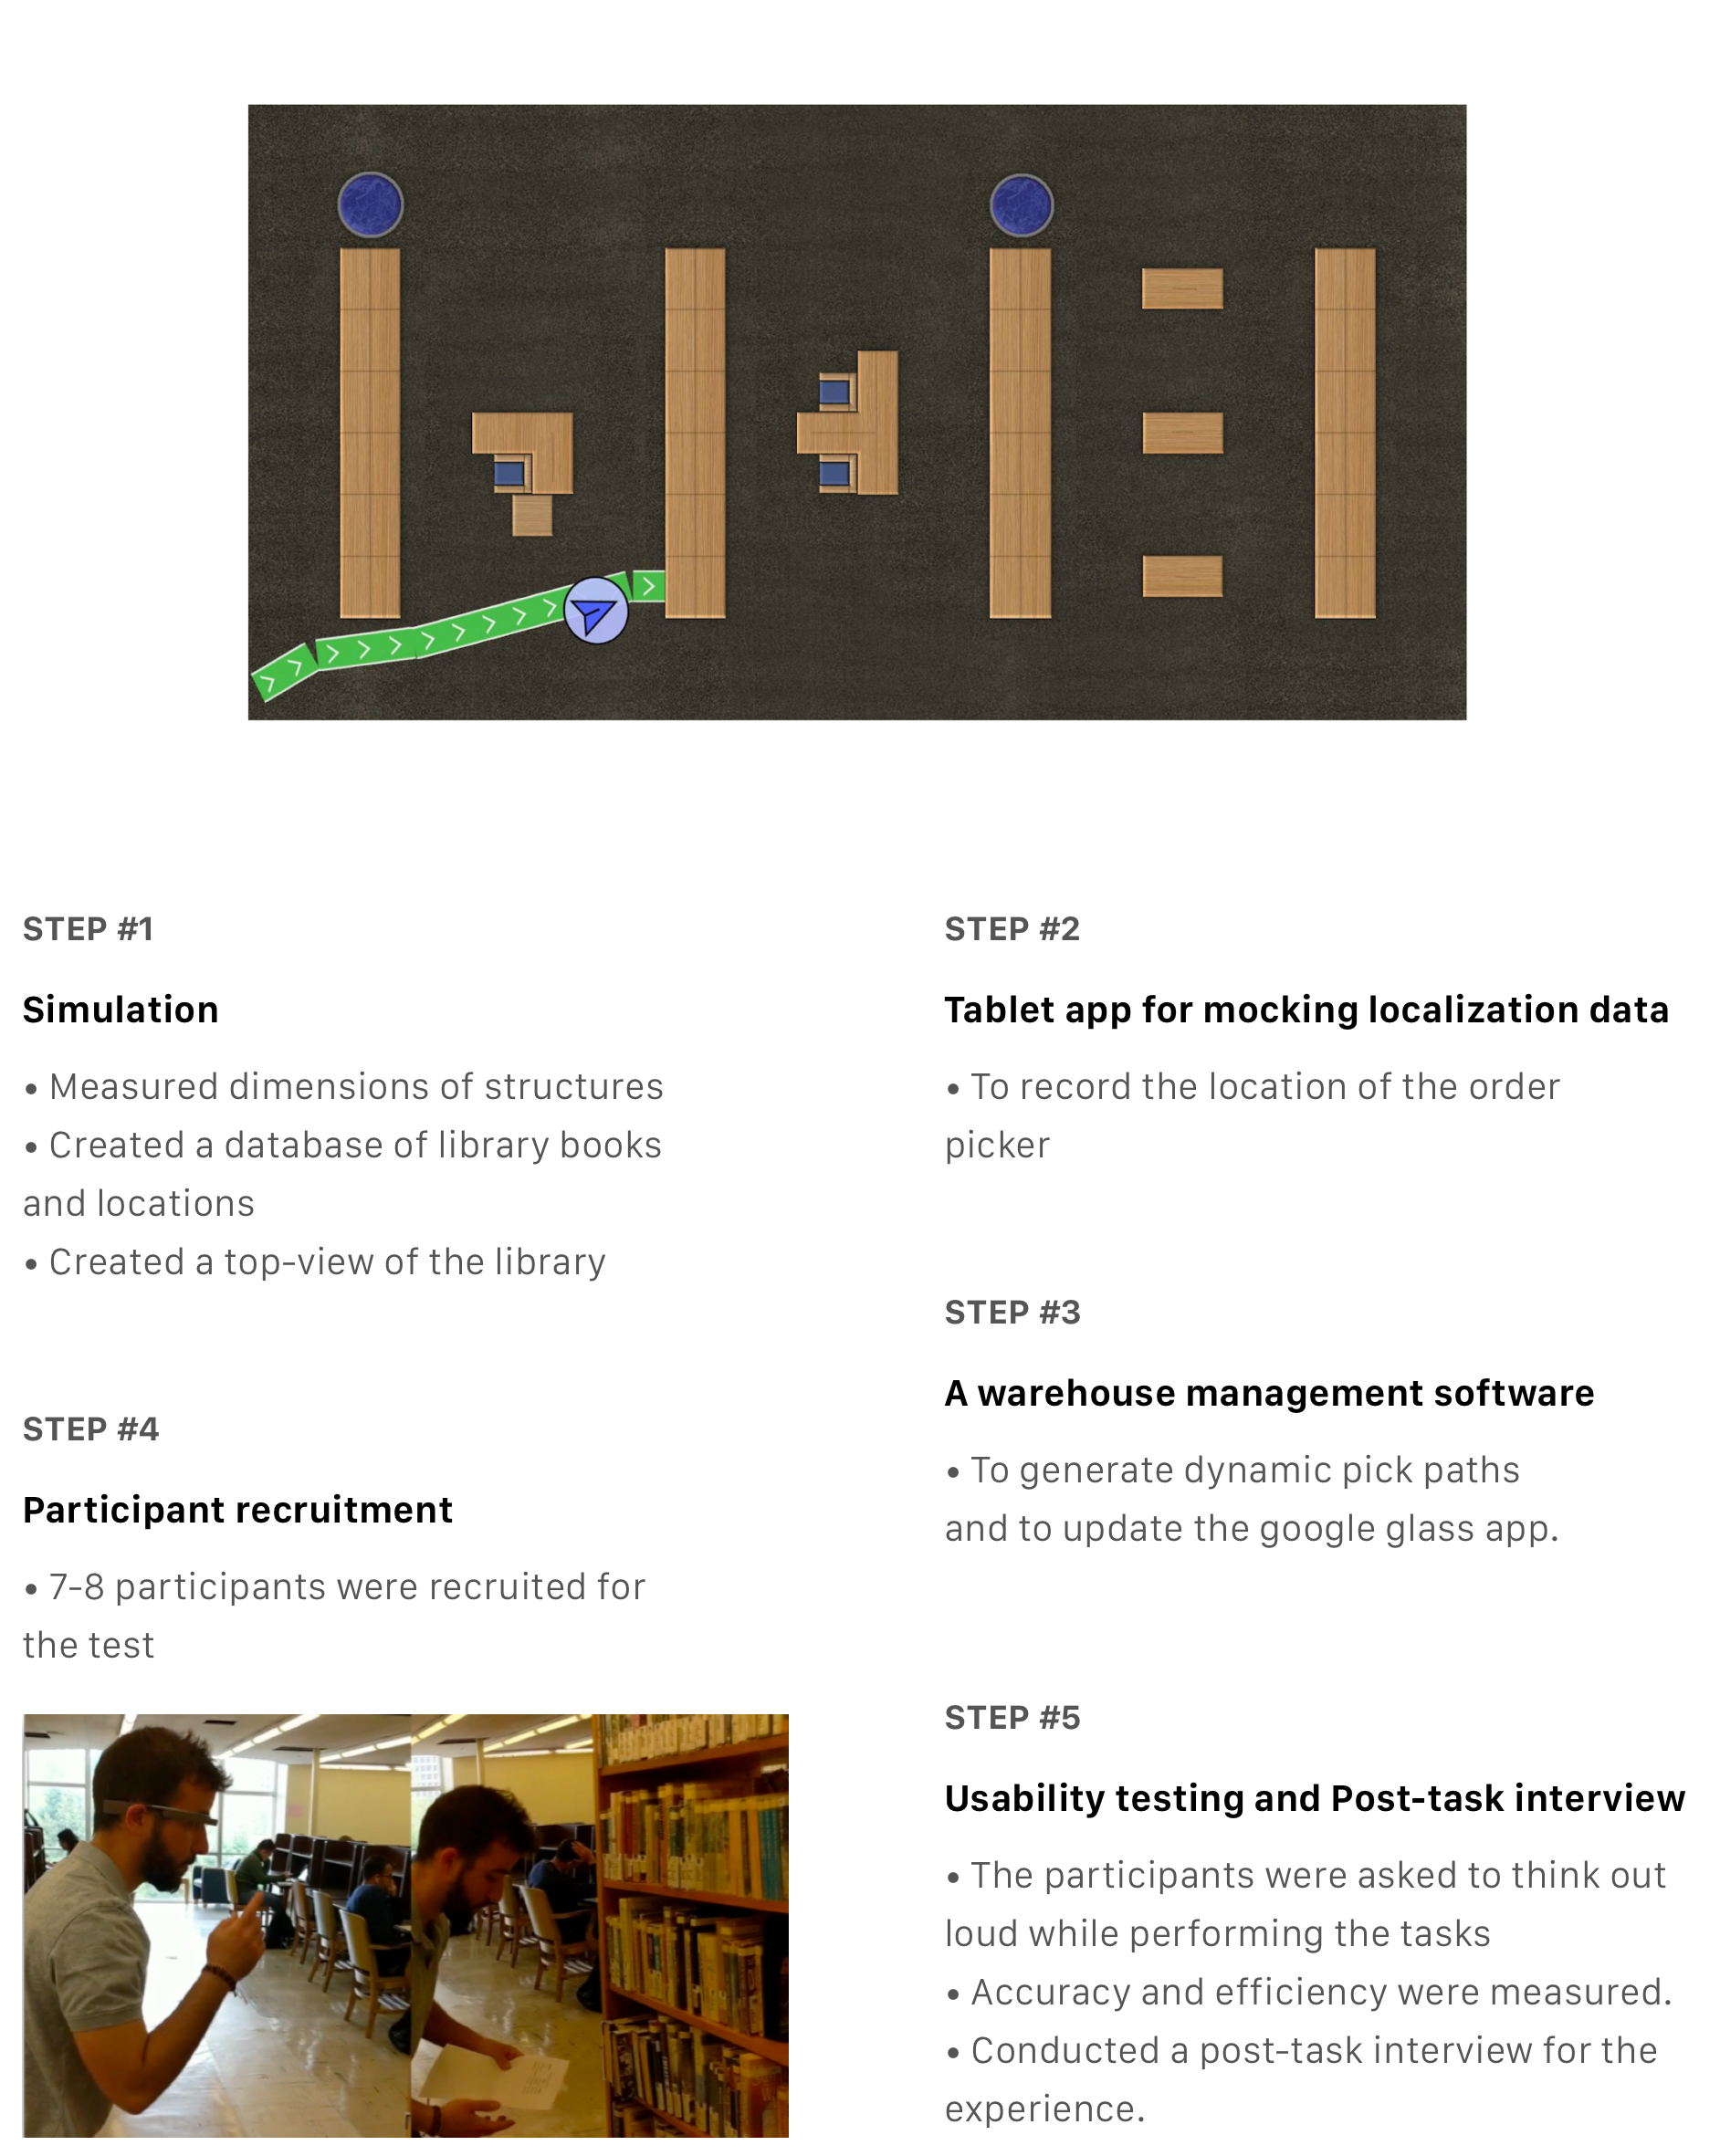 STEP #1
Simulation
• Measured dimensions of structures
• Created a database of library books
and locations
• Created a top-view of the library
STEP #2
Tablet app for mocking localization data
• To record the location of the order
picker
STEP #3
A warehouse management software
• To generate dynamic pick paths
and to update the google glass app.
STEP #4
Participant recruitment
• 7-8 participants were recruited for
the test
STEP #5
Usability testing and Post-task interview
• The participants were asked to think out
loud while performing the tasks
• Accuracy and efficiency were measured.
• Conducted a post-task interview for the
experience.